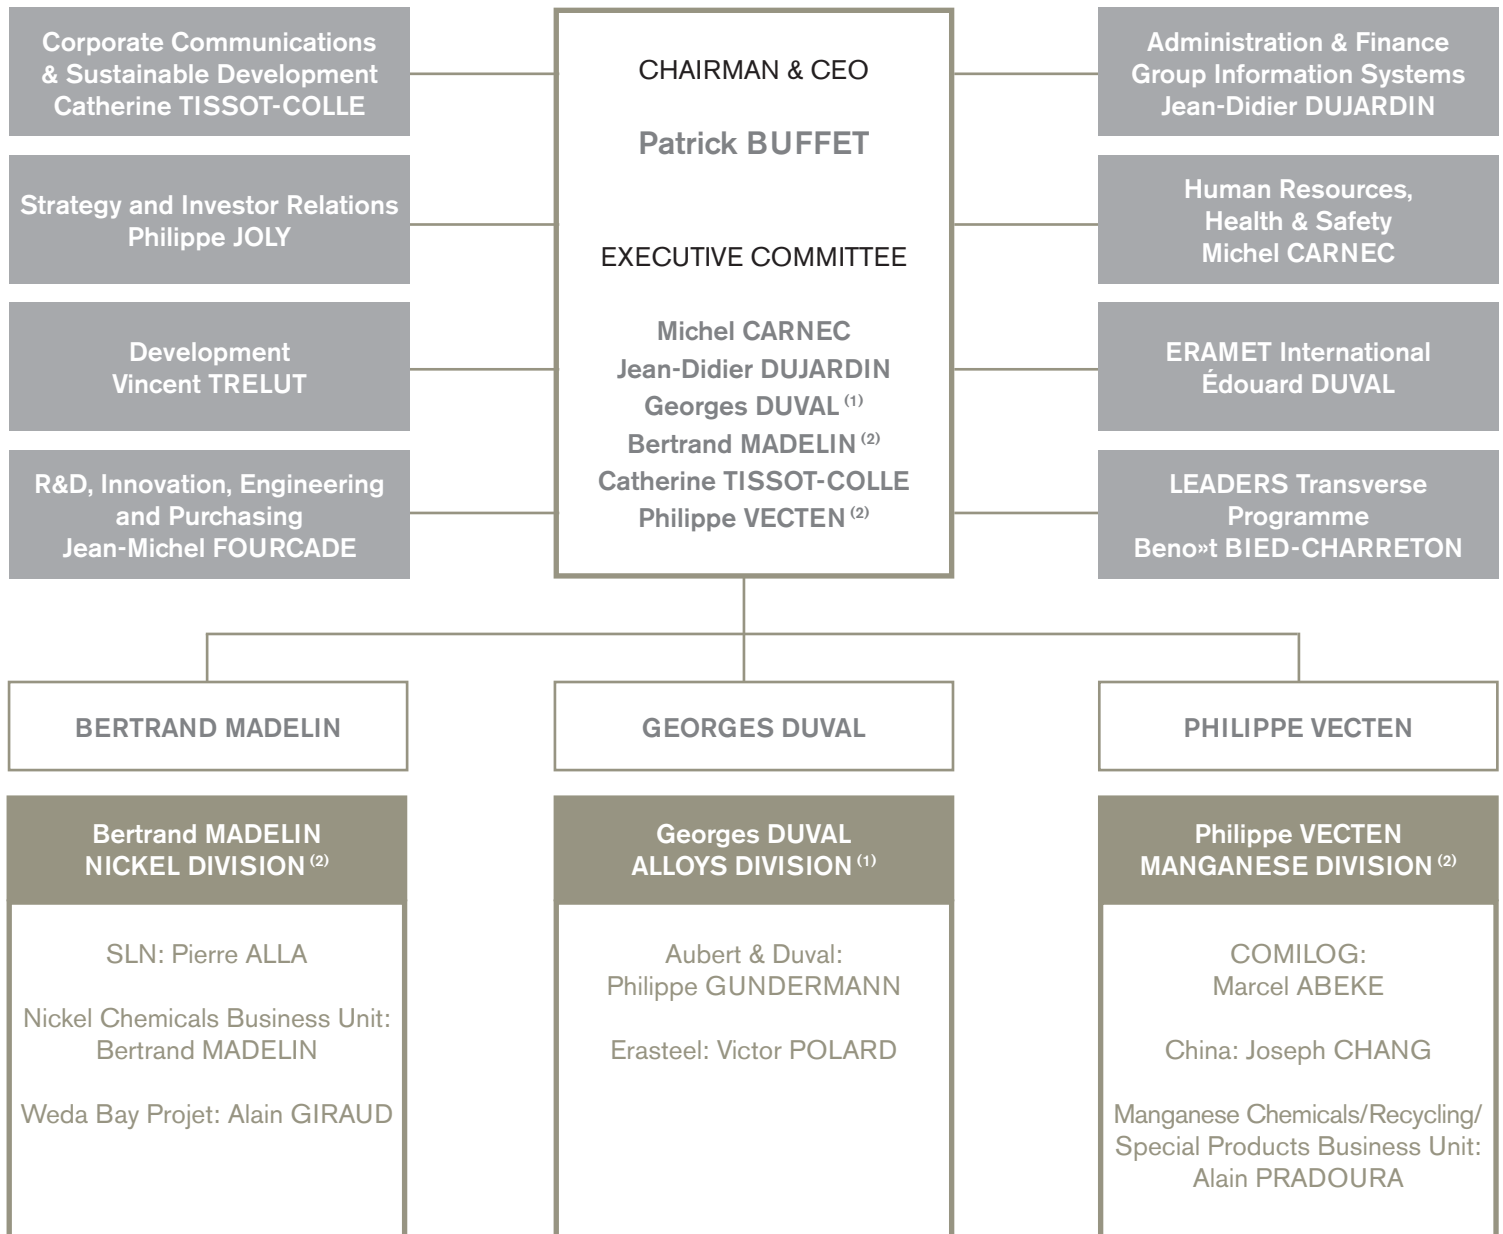 Corporate Communications
& Sustainable Development
Catherine TISSOT-COLLE
Strategy and Investor Relations
Philippe JOLY
Development
Vincent TRELUT
R&D, Innovation, Engineering
and Purchasing
Jean-Michel FOURCADE
CHAIRMAN & CEO
Patrick BUFFET
EXECUTIVE COMMITTEE
Michel CARNEC
Jean-Didier DUJARDIN
Georges DUVAL (1)
Bertrand MADELIN (2)
Catherine TISSOT-COLLE
Philippe VECTEN (2)
Administration & Finance
Group Information Systems
Jean-Didier DUJARDIN
Human Resources,
Health & Safety
Michel CARNEC
ERAMET International
Édouard DUVAL
LEADERS Transverse
Programme
Beno»t BIED-CHARRETON
BERTRAND MADELIN
Bertrand MADELIN
NICKEL DIVISION (2)
SLN: Pierre ALLA
Nickel Chemicals Business Unit:
Bertrand MADELIN
Weda Bay Projet: Alain GIRAUD
GEORGES DUVAL
Georges DUVAL
ALLOYS DIVISION (1)
Aubert & Duval:
Philippe GUNDERMANN
Erasteel: Victor POLARD
PHILIPPE VECTEN
Philippe VECTEN
MANGANESE DIVISION (2)
COMILOG:
Marcel ABEKE
China: Joseph CHANG
Manganese Chemicals/Recycling/
Special Products Business Unit:
Alain PRADOURA